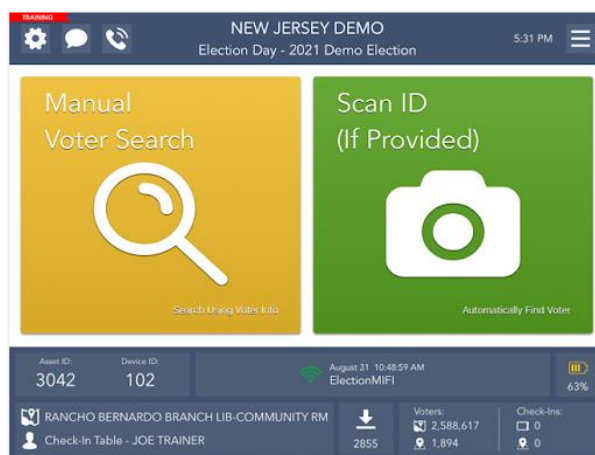 TRAINING
NEW JERSEY DEMO
Election Day - 2021 Demo Election
5:31 PM
Manual
Voter Search
Search Using Voter Info
Scan ID
(If Provided)
Automatically Find Voter
Asset ID:
3042
Device ID:
102
August 31 10:48:59 AM
ElectionMIFI
63%
RANCHO BERNARDO BRANCH LIB-COMMUNITY RM
Check-In Table - JOE TRAINER
2855
Voters:
2,588,617
1,894
Check-Ins:
0
0